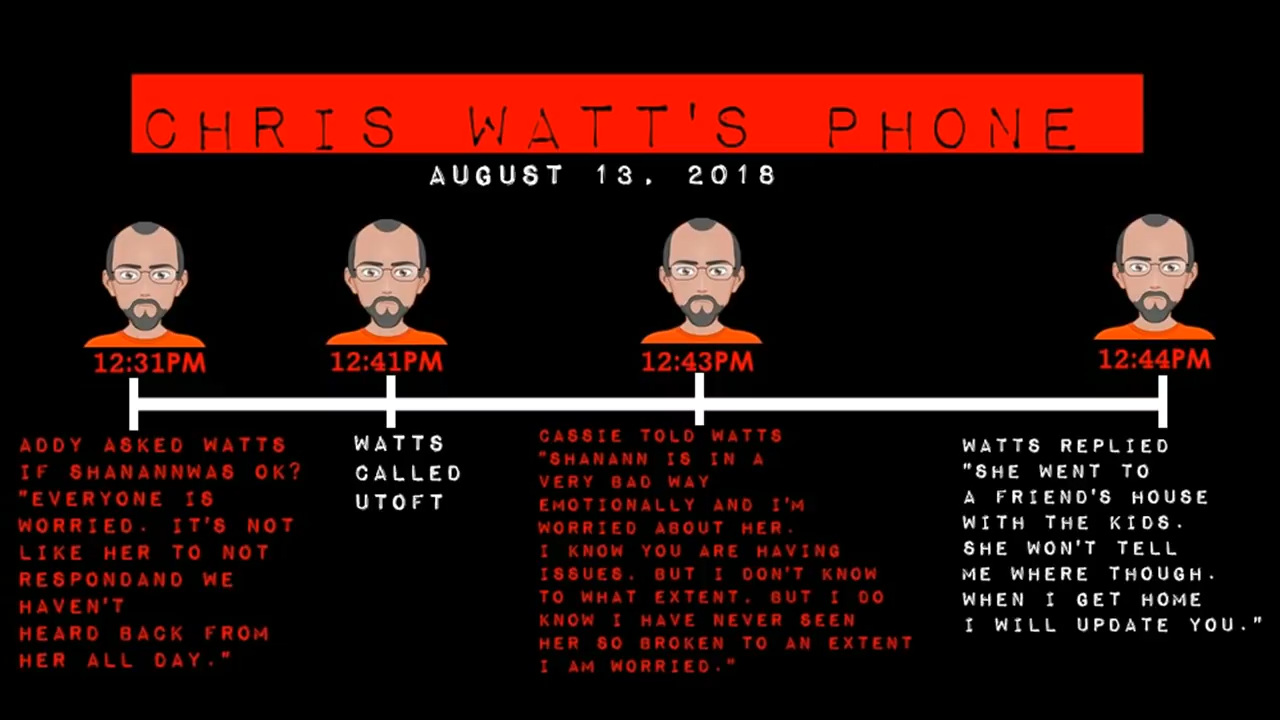 CHRIS WATT'S PHONE
AUGUST 13, 2018
12:31PM
ADDY ASKED WATTS
IF SHANANNWAS OK?
"EVERYONE IS
WORRIED. IT'S NOT
LIKE HER TO NOT
RESPONDAND WE
HAVEN'T
HEARD BACK FROM
HER ALL DAY."
12:41PM
WATTS
CALLED
UTOFT
12:43PM
CASSIE TOLD WATTS
"SHANANN IS IN A
VERY BAD WAY
EMOTIONALLY AND I'M
WORRIED ABOUT HER.
I KNOW YOU ARE HAVING
ISSUES, BUT I DON'T KNOW
TO WHAT EXTENT, BUT I DO
KNOW I HAVE NEVER SEEN
HER SO BROKEN TO AN EXTENT
I AM WORRIED."
12:44PM
WATTS REPLIED
"SHE WENT TO
A FRIEND'S HOUSE
WITH THE KIDS.
SHE WON'T TELL
ME WHERE THOUGH.
WHEN I GET HOME
I WILL UPDATE YOU."